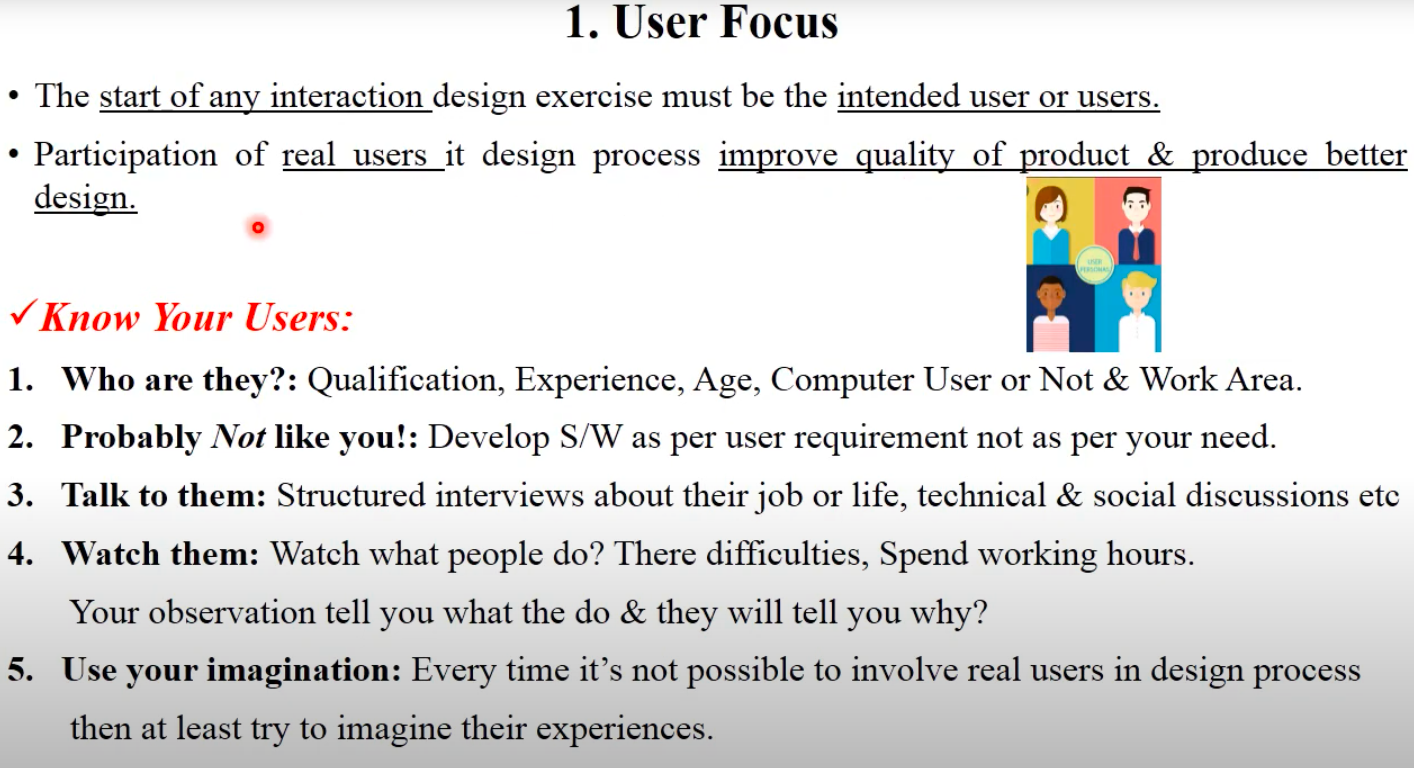 1. User Focus
• The start of any interaction design exercise must be the intended user or users.
• Participation of real users it design process improve quality of product & produce better
design.
USER
PERSONAS
✓Know Your Users:
1. Who are they?: Qualification, Experience, Age, Computer User or Not & Work Area.
2. Probably Not like you!: Develop S/W as per user requirement not as per your need.
3. Talk to them: Structured interviews about their job or life, technical & social discussions etc
4. Watch them: Watch what people do? There difficulties, Spend working hours.
Your observation tell you what the do & they will tell you why?
5. Use your imagination: Every time it’s not possible to involve real users in design process
then at least try to imagine their experiences.